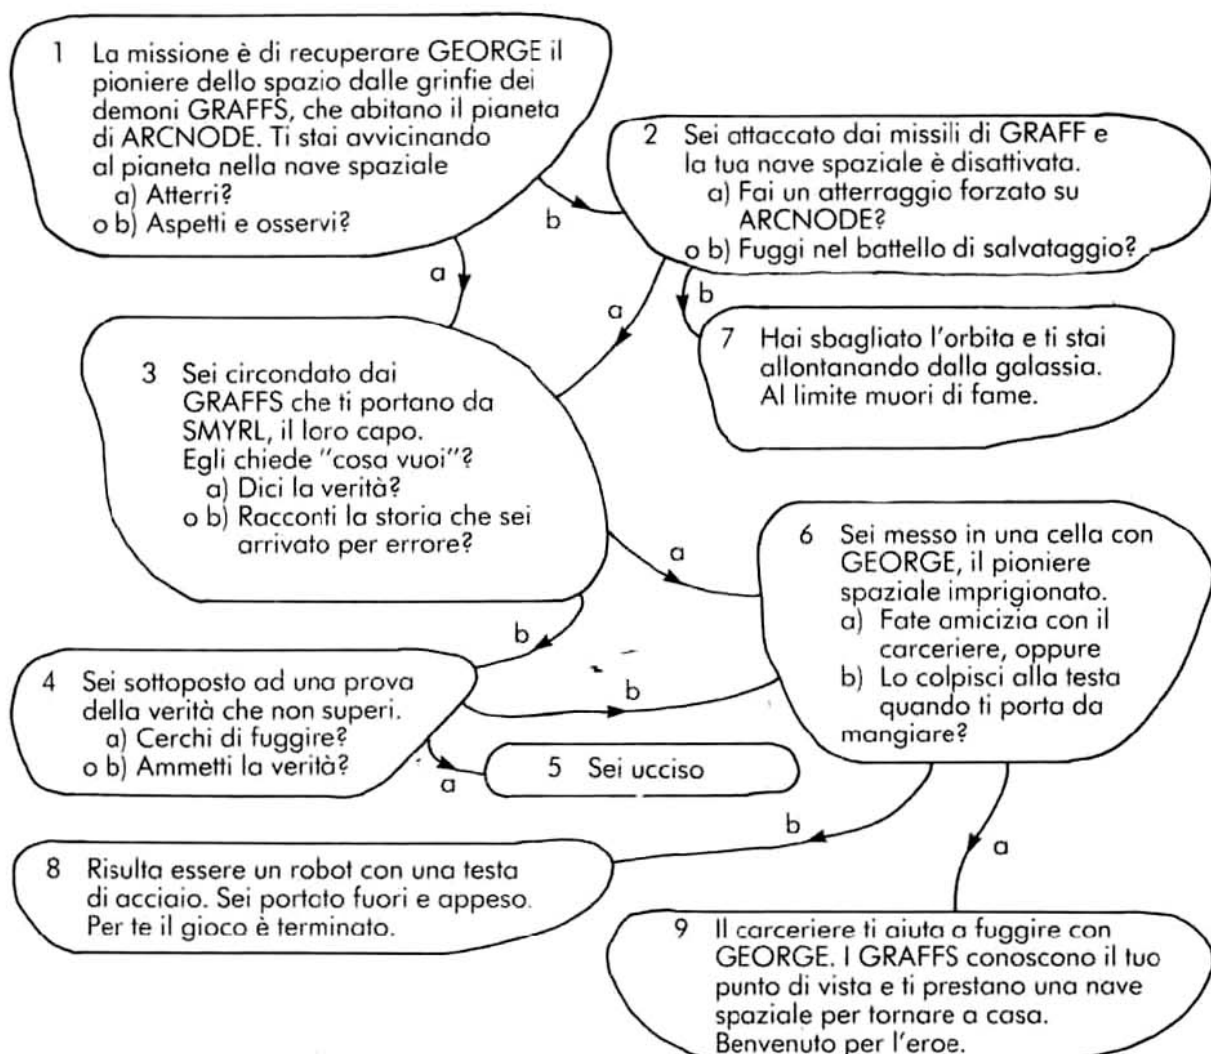 1 La missione è di recuperare GEORGE il
pioniere dello spazio dalle grinfie dei
demoni GRAFFS, che abitano il pianeta
di ARCNODE. Ti stai avvicinando
al pianeta nella nave spaziale
a) Atterri?
o b) Aspetti e osservi?
b
a
2 Sei attaccato dai missili di GRAFF e
la tua nave spaziale è disattivata.
a) Fai un atterraggio forzato su
ARCNODE?
o b) Fuggi nel battello di salvataggio?
a
b
7 Hai sbagliato l'orbita e ti stai
allontanando dalla galassia.
Al limite muori di fame.
3 Sei circondato dai
GRAFFS che ti portano da
SMYRL, il loro capo.
Egli chiede "cosa vuoi"?
a) Dici la verità?
o b) Racconti la storia che sei
arrivato per errore?
a
b
6 Sei messo in una cella con
GEORGE, il pioniere
spaziale imprigionato.
a) Fate amicizia con il
carceriere, oppure
b) Lo colpisci alla testa
quando ti porta da
mangiare?
4 Sei sottoposto ad una prova
della verità che non superi.
a) Cerchi di fuggire?
o b) Ammetti la verità?
b
a
5 Sei ucciso
b
a
8 Risulta essere un robot con una testa
di acciaio. Sei portato fuori e appeso.
Per te il gioco è terminato.
9 Il carceriere ti aiuta a fuggire con
GEORGE. I GRAFFS conoscono il tuo
punto di vista e ti prestano una nave
spaziale per tornare a casa.
Benvenuto per l'eroe.